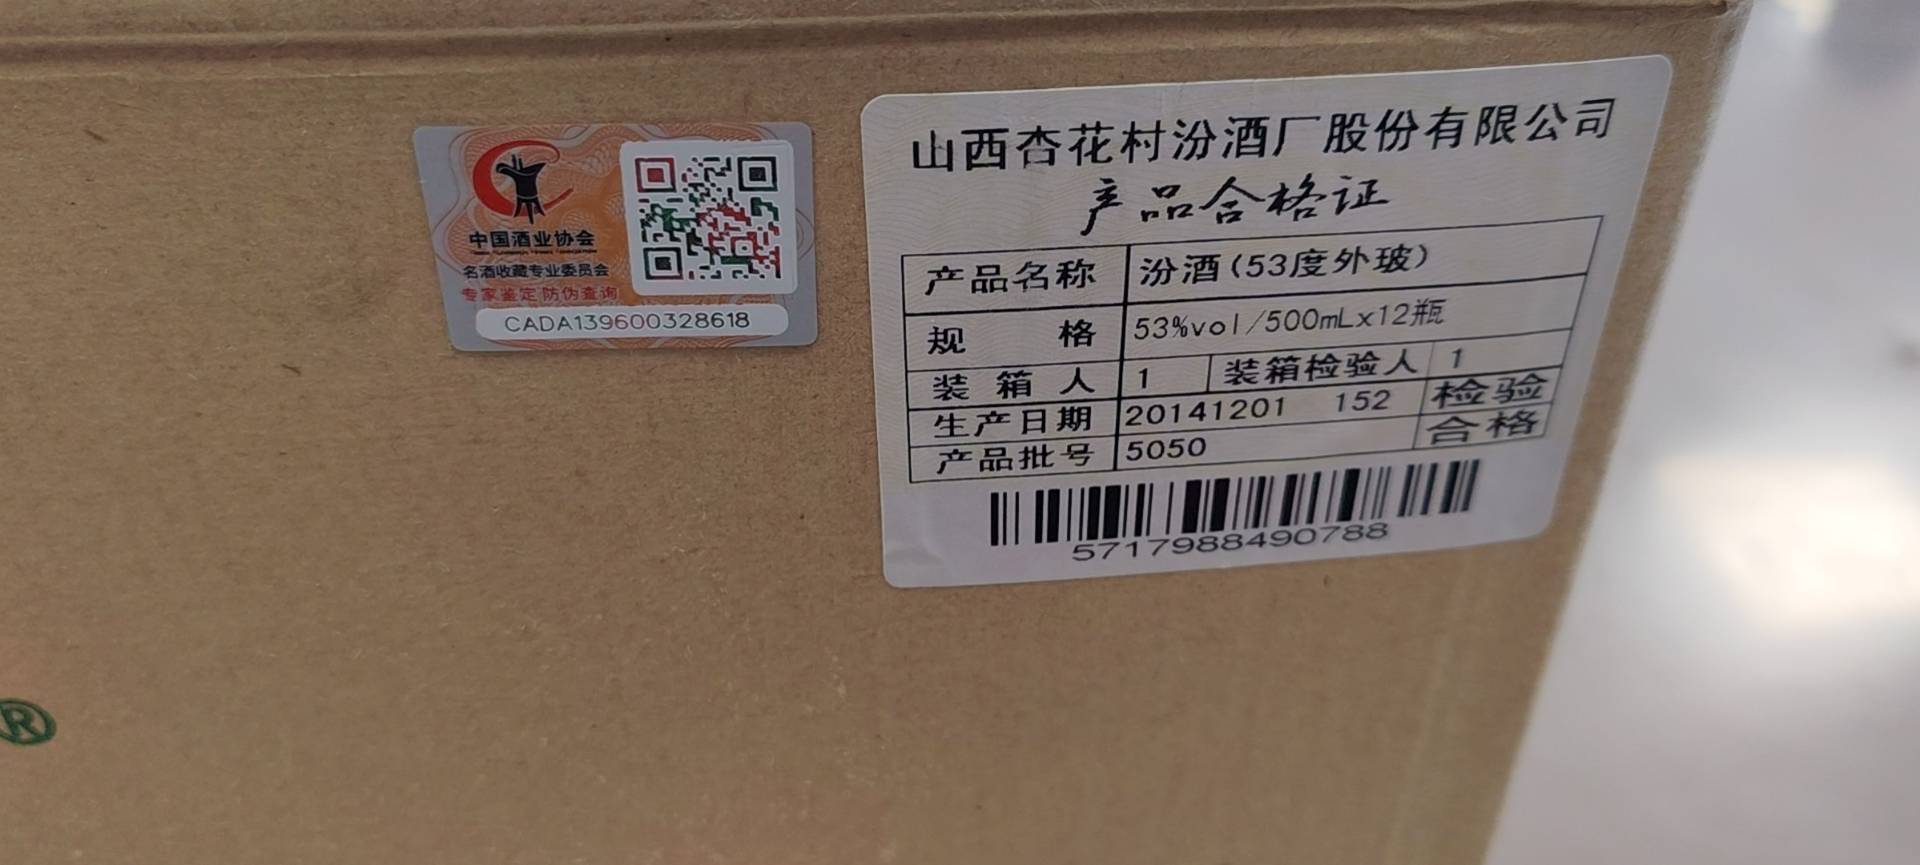 中国酒业协会
名酒收藏专业委员会
专家鉴定 防伪查询
CADA139600328618
山西杏花村汾酒厂股份有限公司
产品合格证
产品名称 汾酒(53度外玻)
规 格 53%vol/500mLx12瓶
装箱人 1 装箱检验人 1
生产日期 20141201 152 检验
产品批号 5050 合格
5717988490788
®